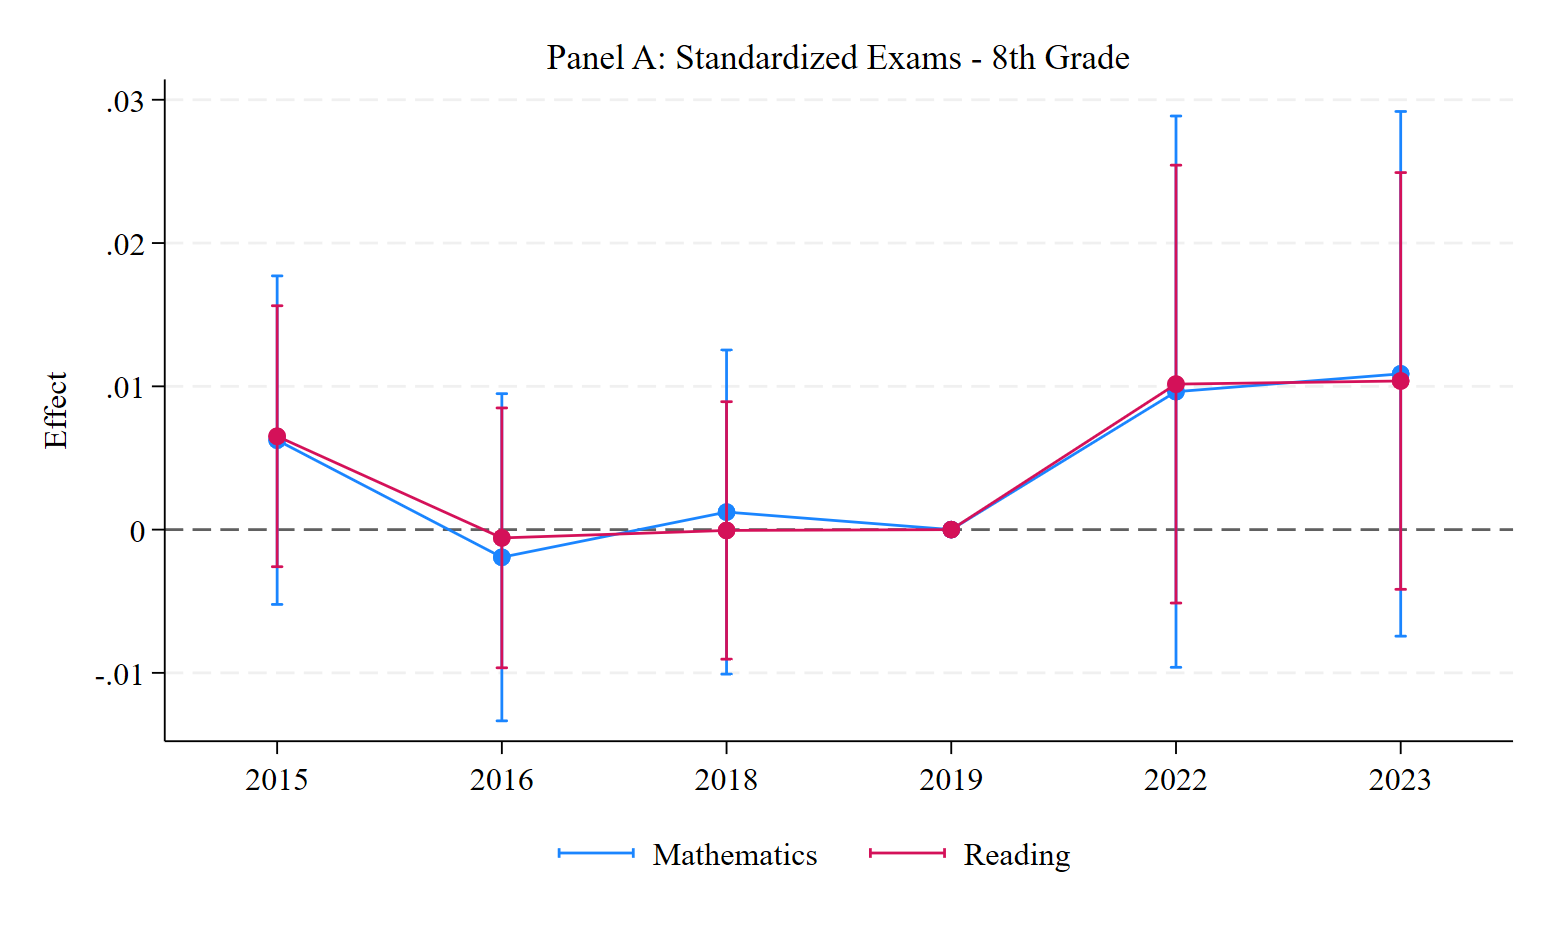 Panel A: Standardized Exams - 8th Grade
.03
.02
.01
0
-.01
Effect
2015 2016 2018 2019 2022 2023
Mathematics Reading